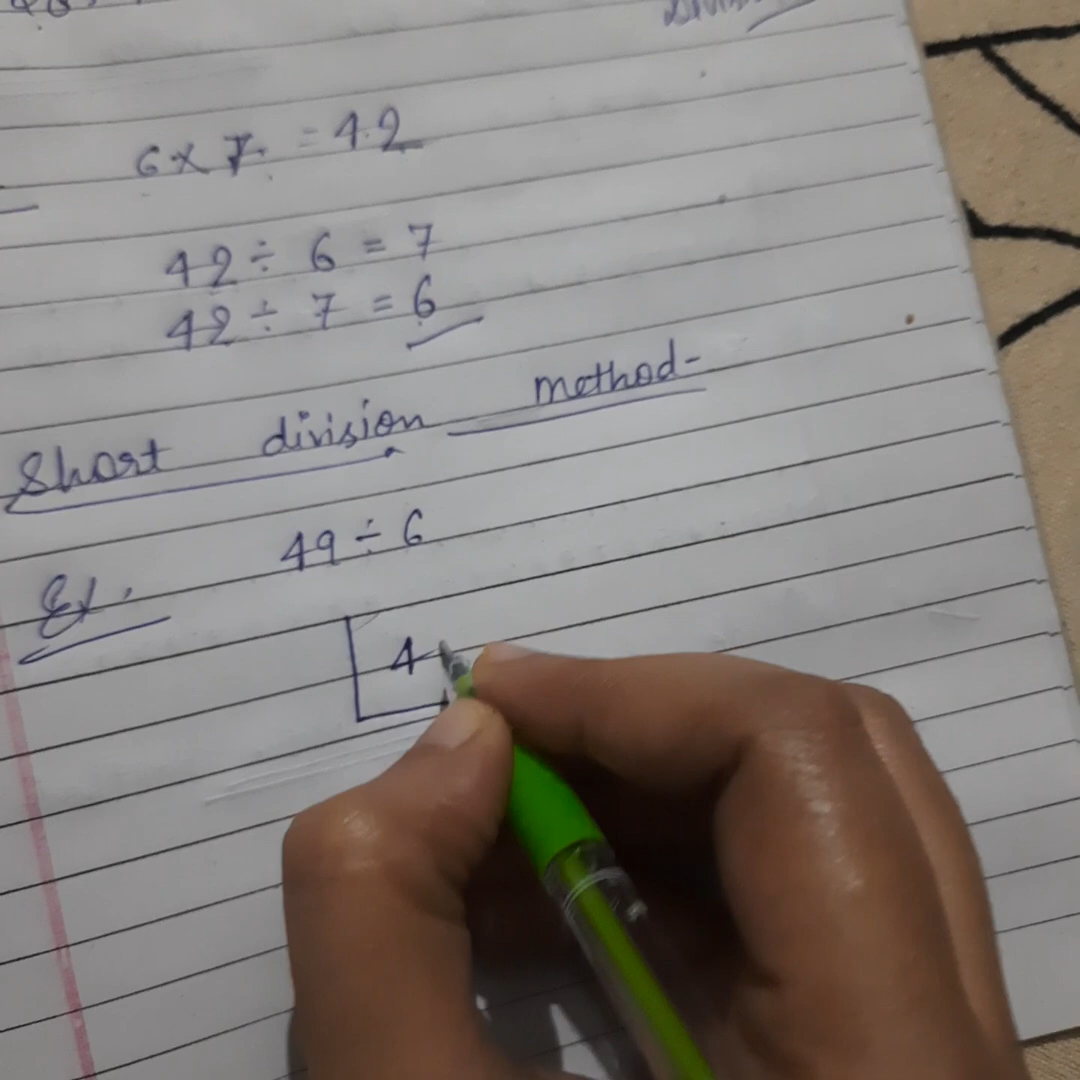 6 x 7 = 42
42 ÷ 6 = 7
42 ÷ 7 = 6
Short division method-
Ex. 49 ÷ 6
4